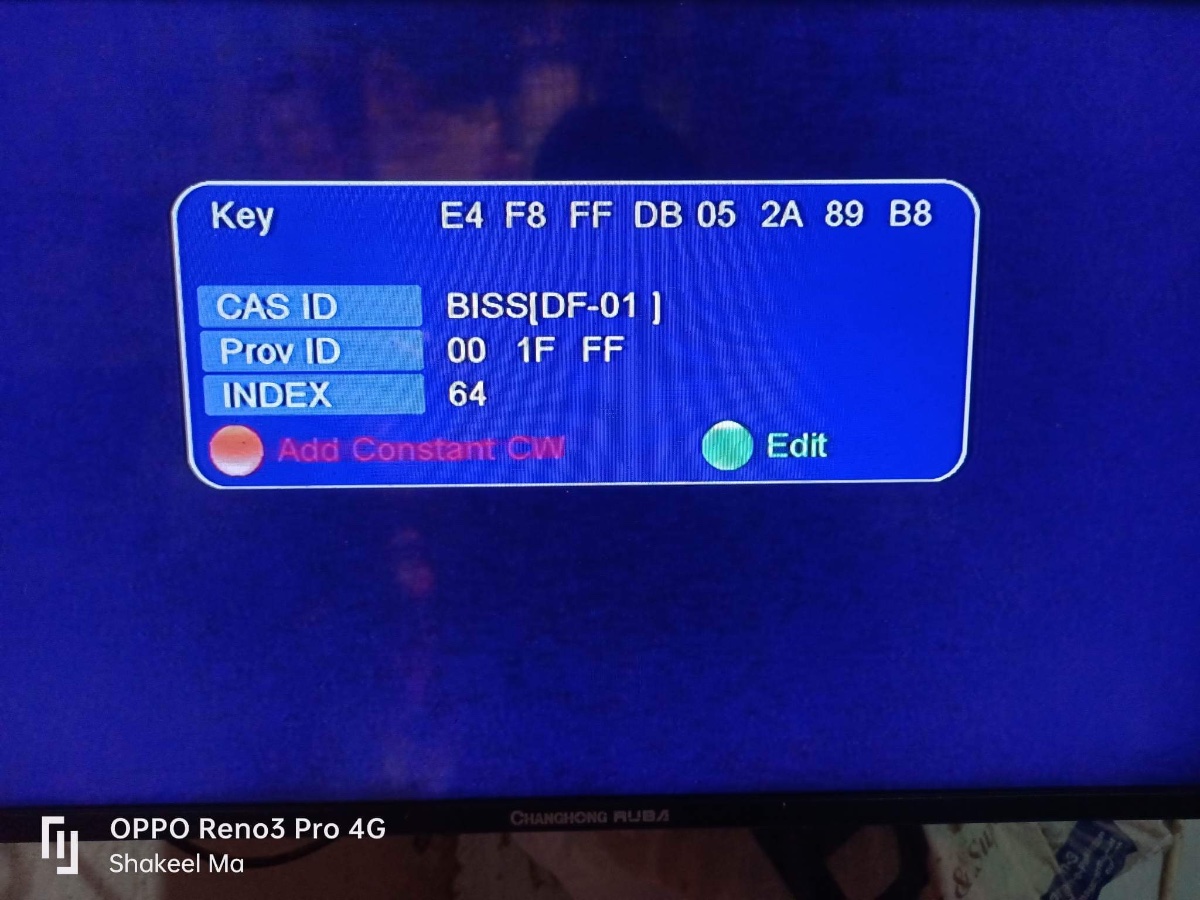 Key E4 F8 FF DB 05 2A 89 B8
CAS ID BISS[DF-01 ]
Prov ID 00 1F FF
INDEX 64
Add Constant CW Edit
CHANGHONG RUBA
OPPO Reno3 Pro 4G
Shakeel Ma